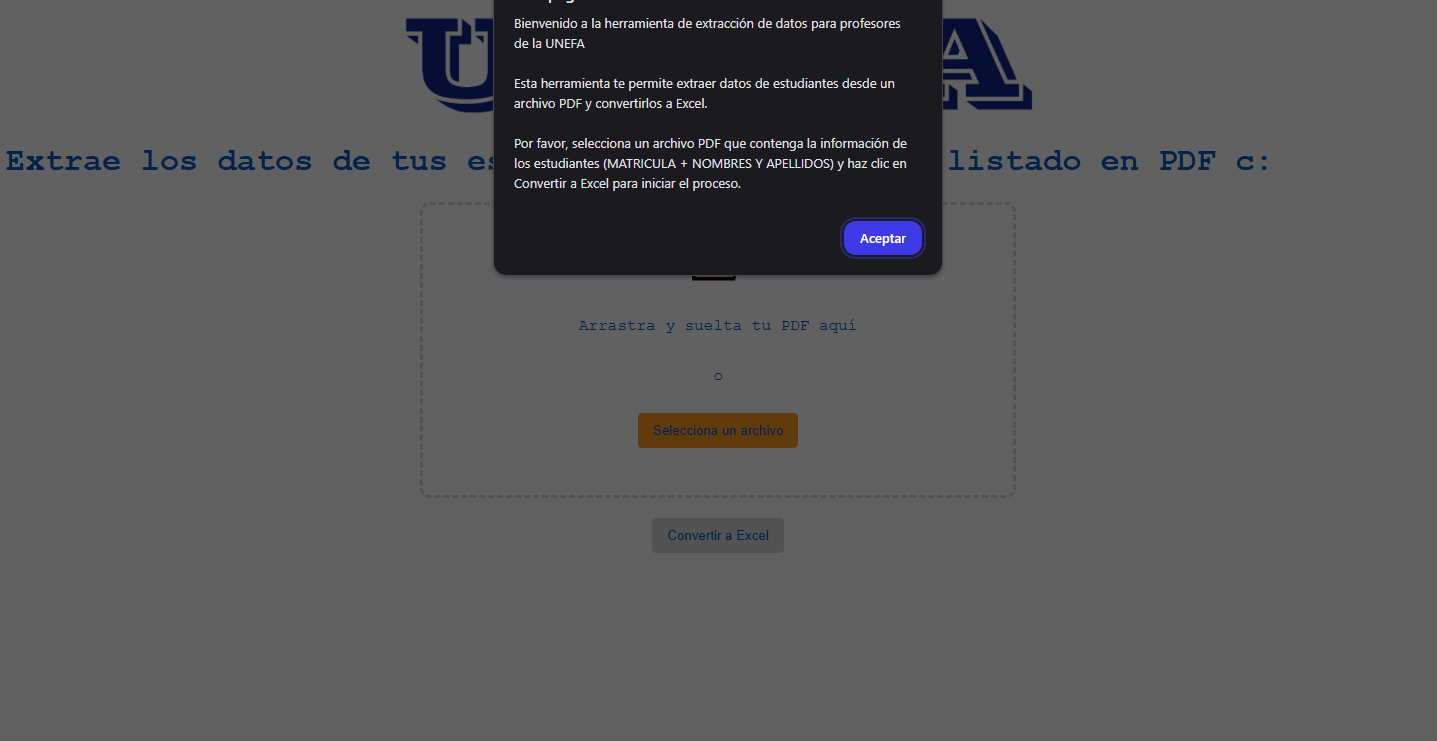 Bienvenido a la herramienta de extracción de datos para profesores
de la UNEFA
Esta herramienta te permite extraer datos de estudiantes desde un
archivo PDF y convertirlos a Excel.
Por favor, selecciona un archivo PDF que contenga la información de
los estudiantes (MATRICULA + NOMBRES Y APELLIDOS) y haz clic en
Convertir a Excel para iniciar el proceso.
Aceptar
U A
Extrae los datos de tus listado en PDF c:
Arrastra y suelta tu PDF aquí
o
Selecciona un archivo
Convertir a Excel